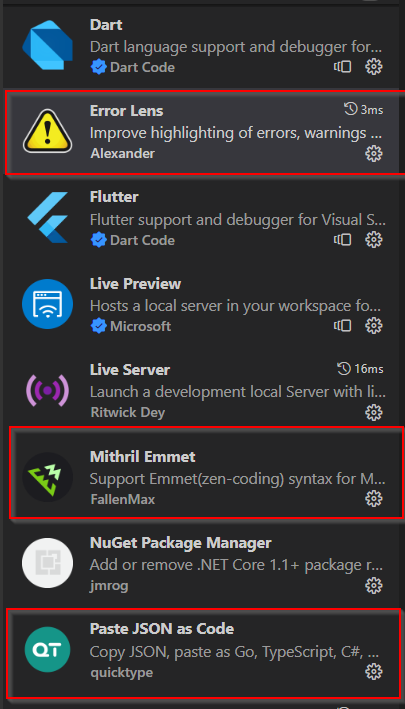 Dart
Dart language support and debugger for...
Dart Code
Error Lens 3ms
Improve highlighting of errors, warnings ...
Alexander
Flutter
Flutter support and debugger for Visual S...
Dart Code
Live Preview
Hosts a local server in your workspace fo...
Microsoft
Live Server 16ms
Launch a development local Server with li...
Ritwick Dey
Mithril Emmet
Support Emmet(zen-coding) syntax for M...
FallenMax
NuGet Package Manager
Add or remove .NET Core 1.1+ package r...
jmrog
QT
Paste JSON as Code
Copy JSON, paste as Go, TypeScript, C#, ...
quicktype